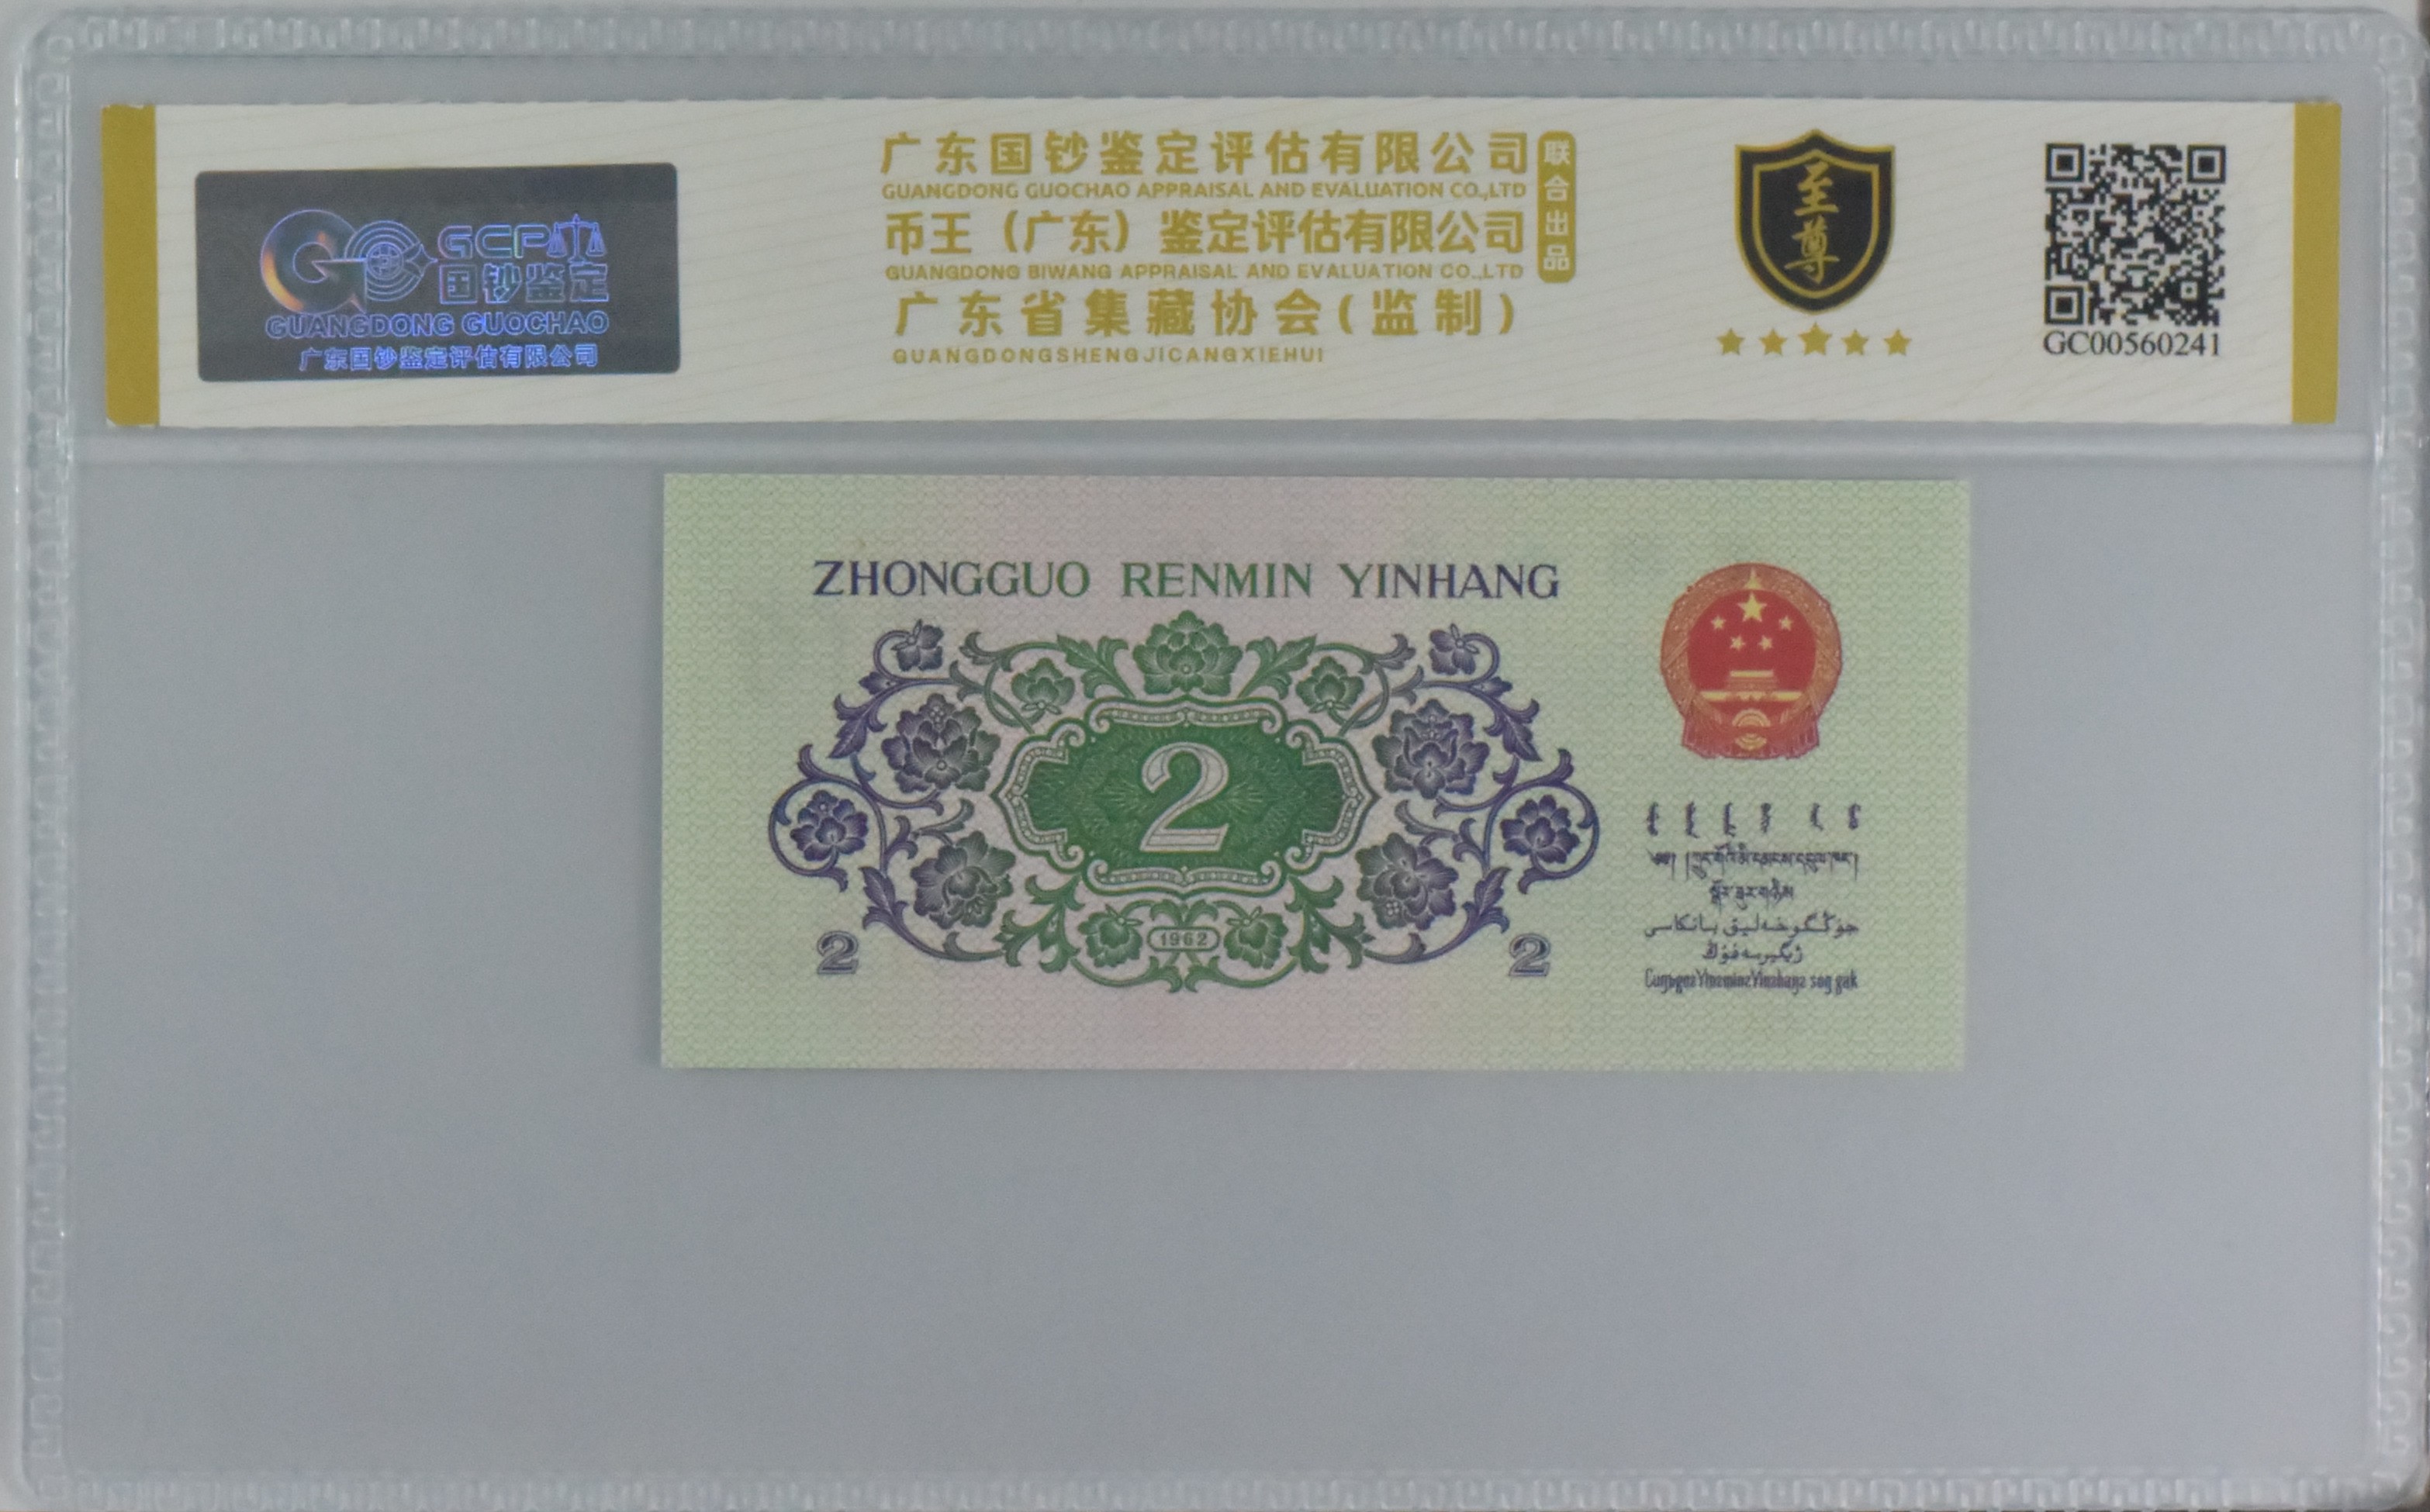 GCP
国钞鉴定
GUANGDONG GUOCHAO
广东国钞鉴定评估有限公司
广东国钞鉴定评估有限公司
GUANGDONG GUOCHAO APPRAISAL AND EVALUATION CO.,LTD
币王（广东）鉴定评估有限公司
GUANGDONG BIWANG APPRAISAL AND EVALUATION CO.,LTD
广东省集藏协会(监制)
GUANGDONGSHENGJICANGXIEHUI
联合出品
至尊
GC00560241
ZHONGGUO RENMIN YINHANG
2
1962
2
2
جۇڭگوخەلىق بانكاسى